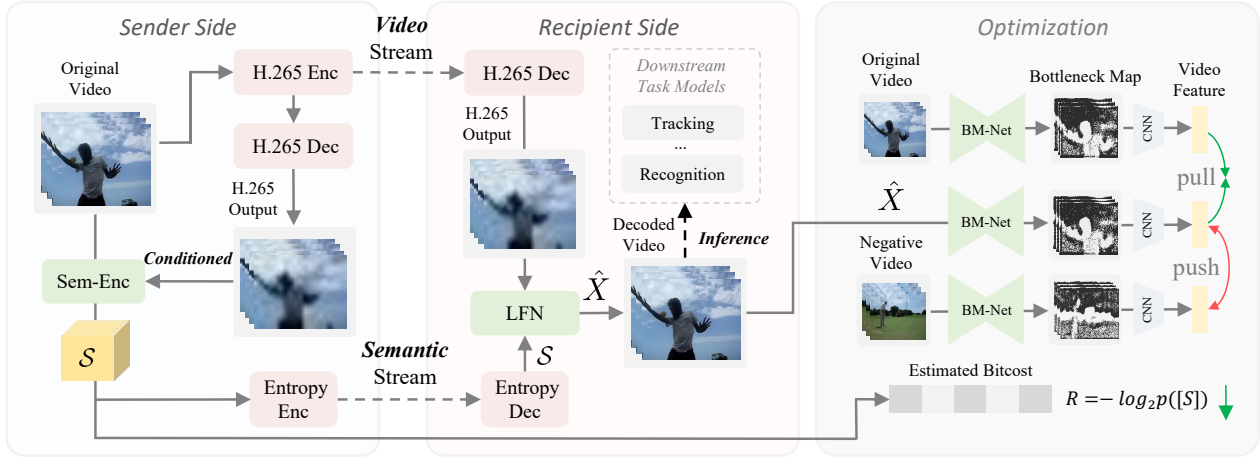 Sender Side
Original
Video
H.265 Enc
H.265 Dec
H.265
Output
Conditioned
Sem-Enc
S
Entropy
Enc
Video
Stream
Semantic
Stream
Recipient Side
H.265 Dec
H.265
Output
LFN
S
Entropy
Dec
X̂
Downstream
Task Models
Tracking
...
Recognition
Decoded
Video
Inference
Optimization
Original
Video
BM-Net
Bottleneck Map
CNN
Video
Feature
pull
X̂
BM-Net
CNN
push
Negative
Video
BM-Net
CNN
Estimated Bitcost
R =− log₂p([S])